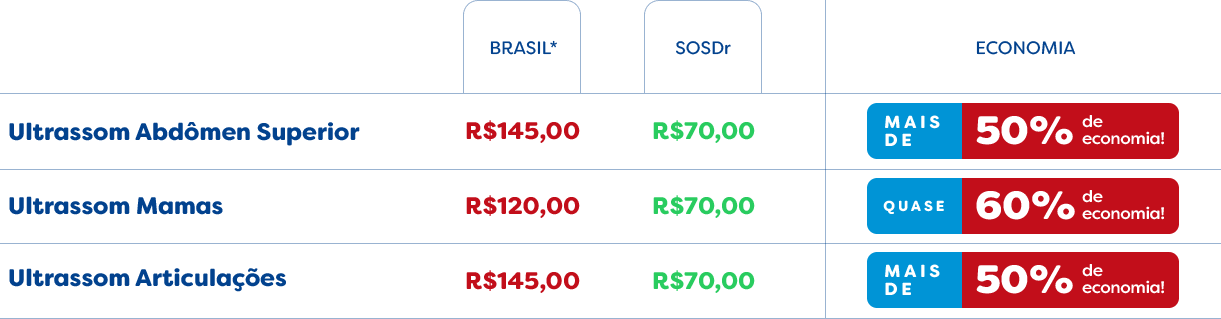 BRASIL* SOSDr ECONOMIA
Ultrassom Abdômen Superior R$145,00 R$70,00 MAIS DE 50% de economia!
Ultrassom Mamas R$120,00 R$70,00 QUASE 60% de economia!
Ultrassom Articulações R$145,00 R$70,00 MAIS DE 50% de economia!